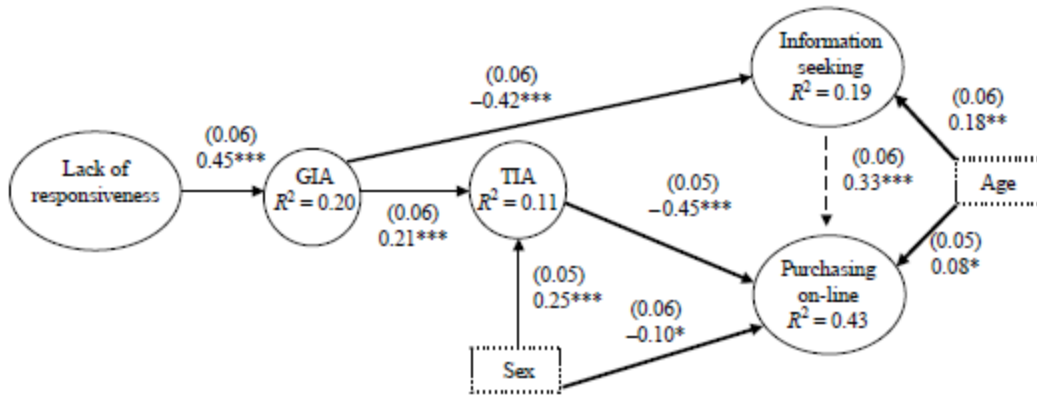 Information
seeking
R² = 0.19
(0.06)
–0.42***
(0.06)
0.18**
(0.06)
0.45***
Lack of
responsiveness
GIA
R² = 0.20
(0.06)
0.21***
TIA
R² = 0.11
(0.05)
–0.45***
(0.06)
0.33***
Age
(0.05)
0.08*
(0.05)
0.25***
Purchasing
on-line
R² = 0.43
(0.06)
–0.10*
Sex